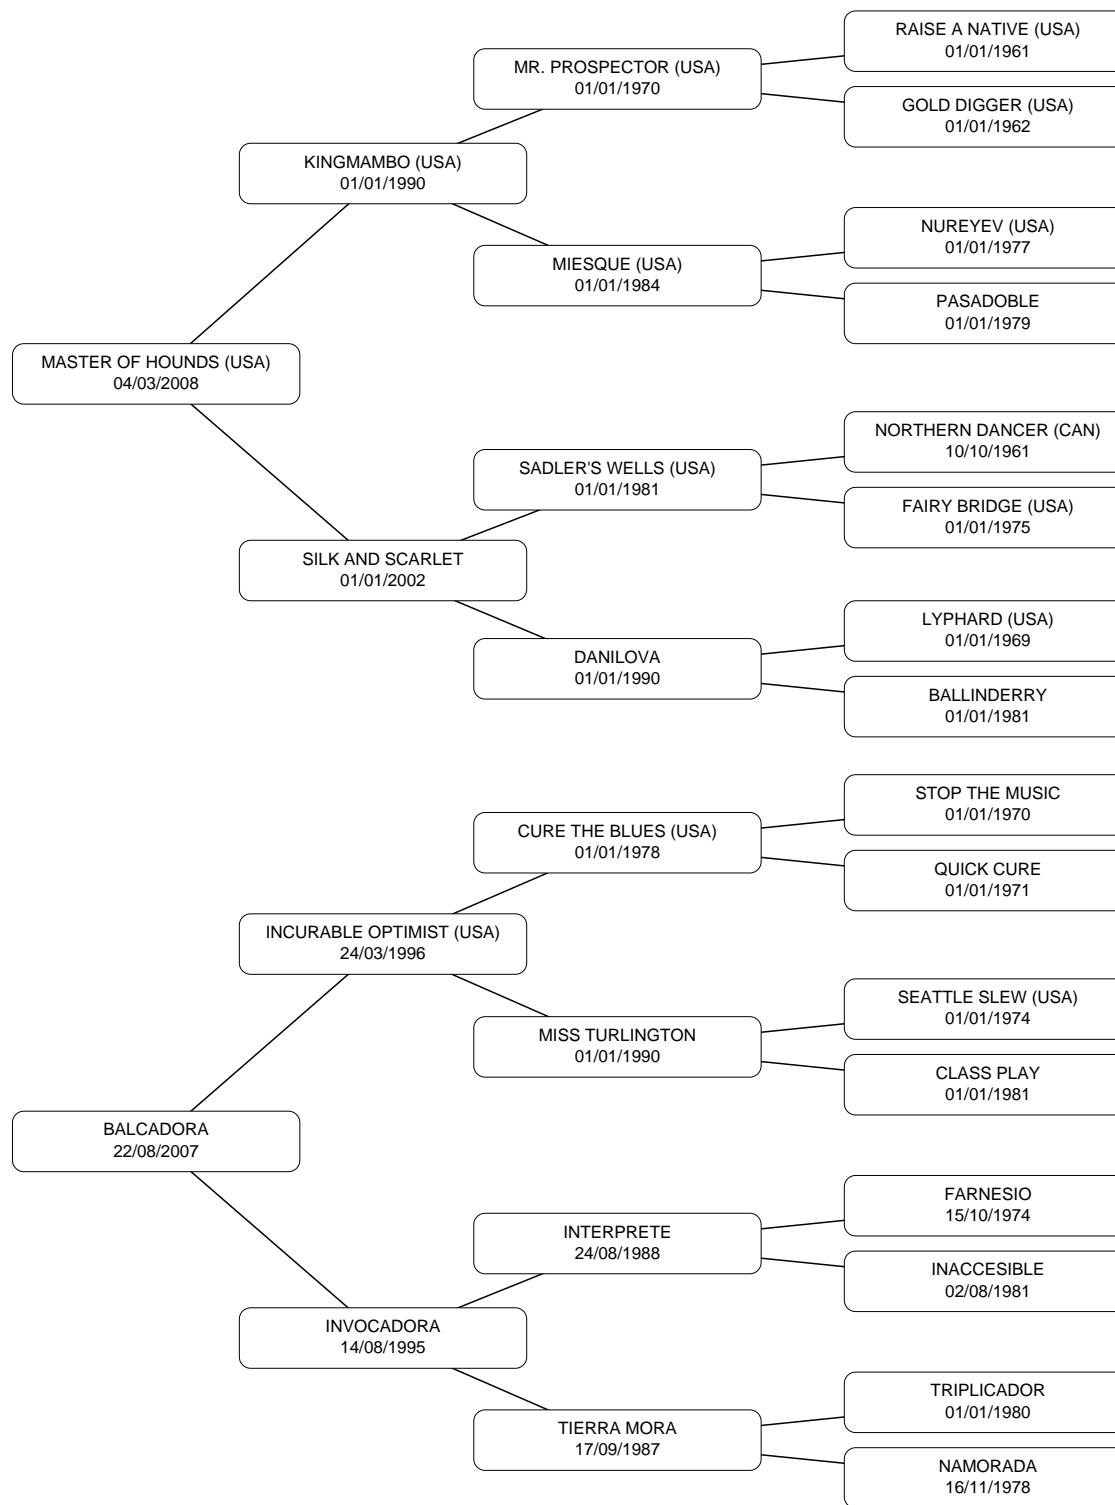 RAISE A NATIVE (USA)
01/01/1961
MR. PROSPECTOR (USA)
01/01/1970
GOLD DIGGER (USA)
01/01/1962
KINGMAMBO (USA)
01/01/1990
NUREYEV (USA)
01/01/1977
MIESQUE (USA)
01/01/1984
PASADOBLE
01/01/1979
MASTER OF HOUNDS (USA)
04/03/2008
NORTHERN DANCER (CAN)
10/10/1961
SADLER'S WELLS (USA)
01/01/1981
FAIRY BRIDGE (USA)
01/01/1975
SILK AND SCARLET
01/01/2002
LYPHARD (USA)
01/01/1969
DANILOVA
01/01/1990
BALLINDERRY
01/01/1981
STOP THE MUSIC
01/01/1970
CURE THE BLUES (USA)
01/01/1978
QUICK CURE
01/01/1971
INCURABLE OPTIMIST (USA)
24/03/1996
SEATTLE SLEW (USA)
01/01/1974
MISS TURLINGTON
01/01/1990
CLASS PLAY
01/01/1981
BALCADORA
22/08/2007
FARNESIO
15/10/1974
INTERPRETE
24/08/1988
INACCESIBLE
02/08/1981
INVOCADORA
14/08/1995
TRIPLICADOR
01/01/1980
TIERRA MORA
17/09/1987
NAMORADA
16/11/1978